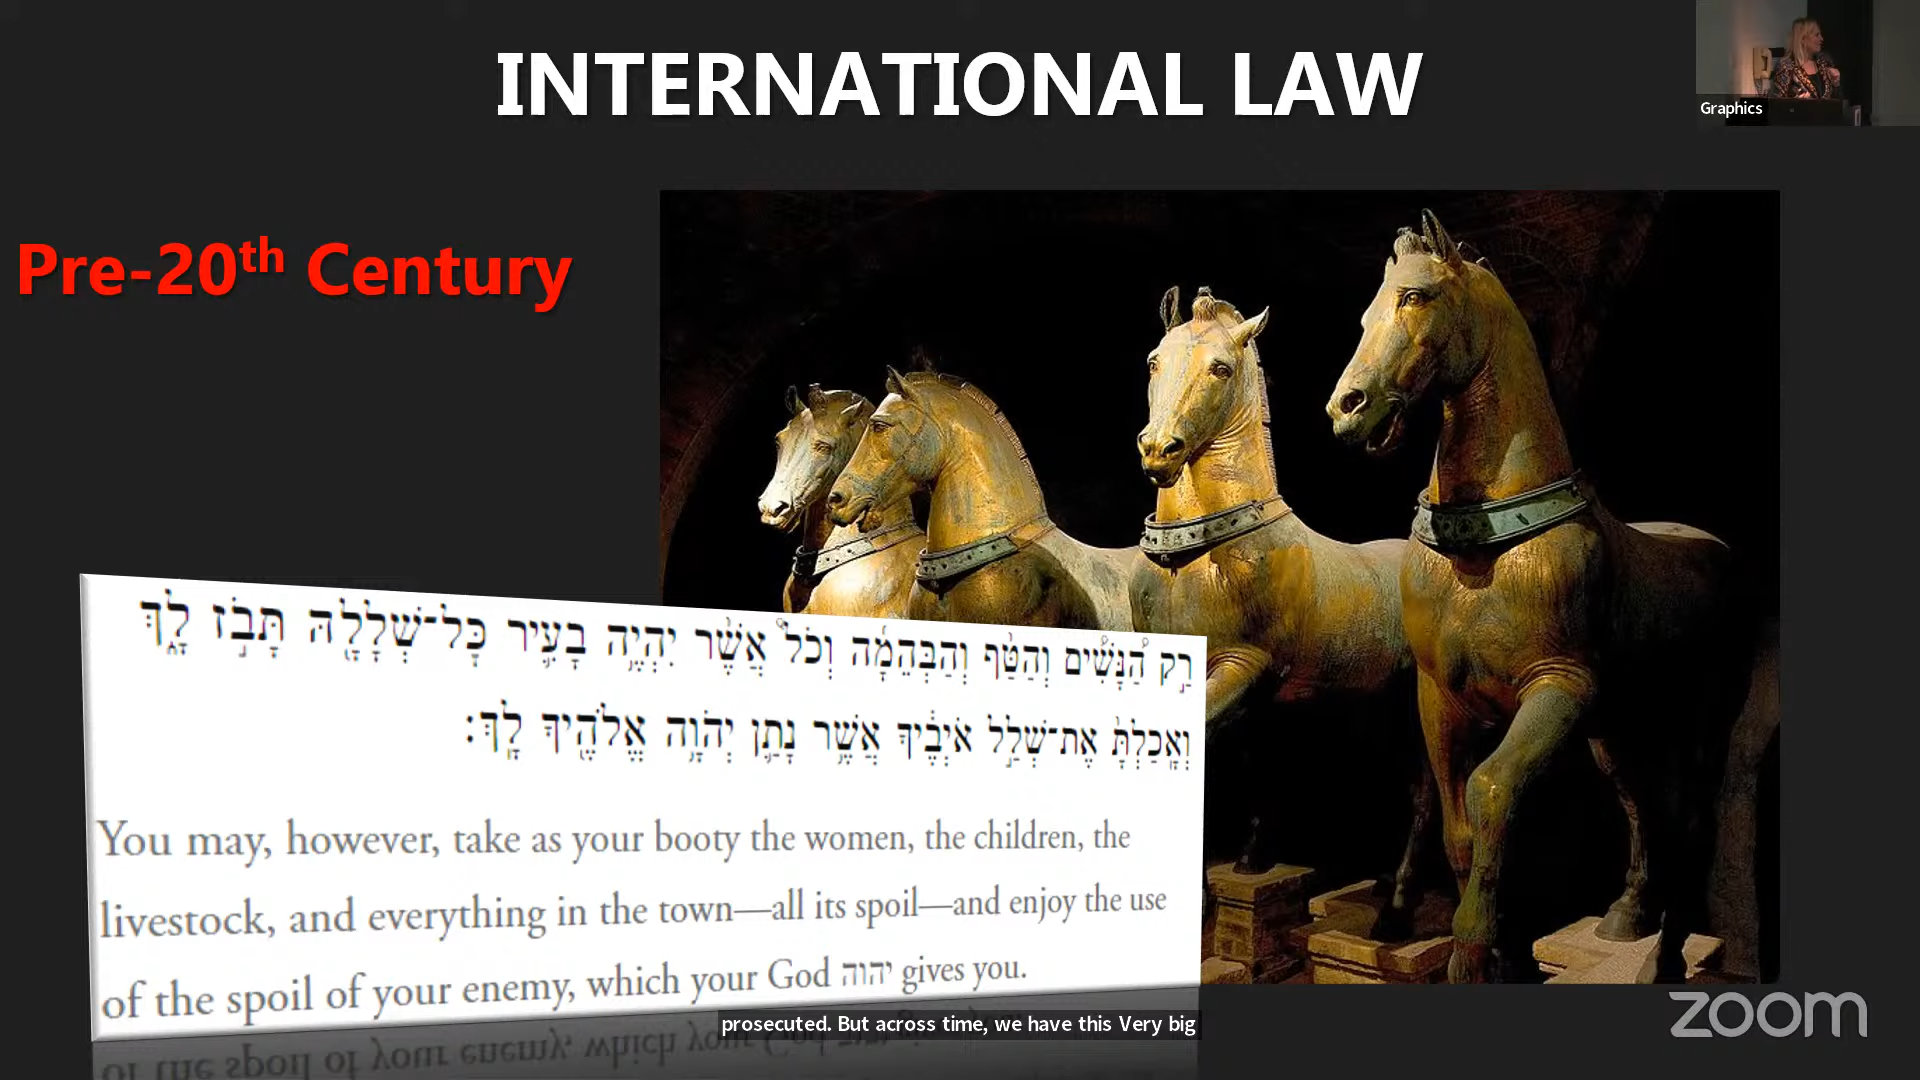 INTERNATIONAL LAW
Graphics
Pre-20th Century
רַ֣ק הַ֠נָּשִׁ֠ים וְהַטַּ֨ף וְהַבְּהֵמָ֜ה וְכֹל֩ אֲשֶׁ֨ר יִהְיֶ֥ה בָעִ֛יר כׇּל־שְׁלָלָ֖הּ תָּבֹ֣ז לָ֑ךְ
וְאָֽכַלְתָּ֙ אֶת־שְׁלַ֣ל אֹיְבֶ֔יךָ אֲשֶׁ֥ר נָתַ֛ן יְהֹוָ֥ה אֱלֹהֶ֖יךָ לָֽךְ׃
You may, however, take as your booty the women, the children, the
livestock, and everything in the town—all its spoil—and enjoy the use
of the spoil of your enemy, which your God יהוה gives you.
prosecuted. But across time, we have this Very big
zoom